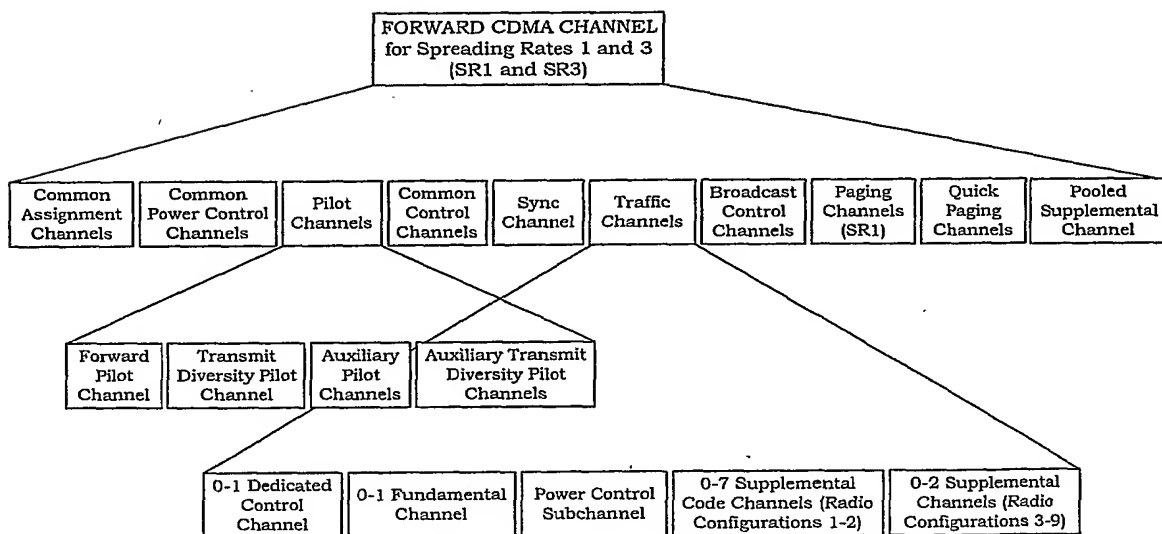 FORWARD CDMA CHANNEL
for Spreading Rates 1 and 3
(SR1 and SR3)
Common
Assignment
Channels
Common
Power Control
Channels
Pilot
Channels
Common
Control
Channels
Sync
Channel
Traffic
Channels
Broadcast
Control
Channels
Paging
Channels
(SR1)
Quick
Paging
Channels
Pooled
Supplemental
Channel
Forward
Pilot
Channel
Transmit
Diversity Pilot
Channel
Auxiliary
Pilot
Channels
Auxiliary Transmit
Diversity Pilot
Channels
0-1 Dedicated
Control
Channel
0-1 Fundamental
Channel
Power Control
Subchannel
0-7 Supplemental
Code Channels (Radio
Configurations 1-2)
0-2 Supplemental
Channels (Radio
Configurations 3-9)